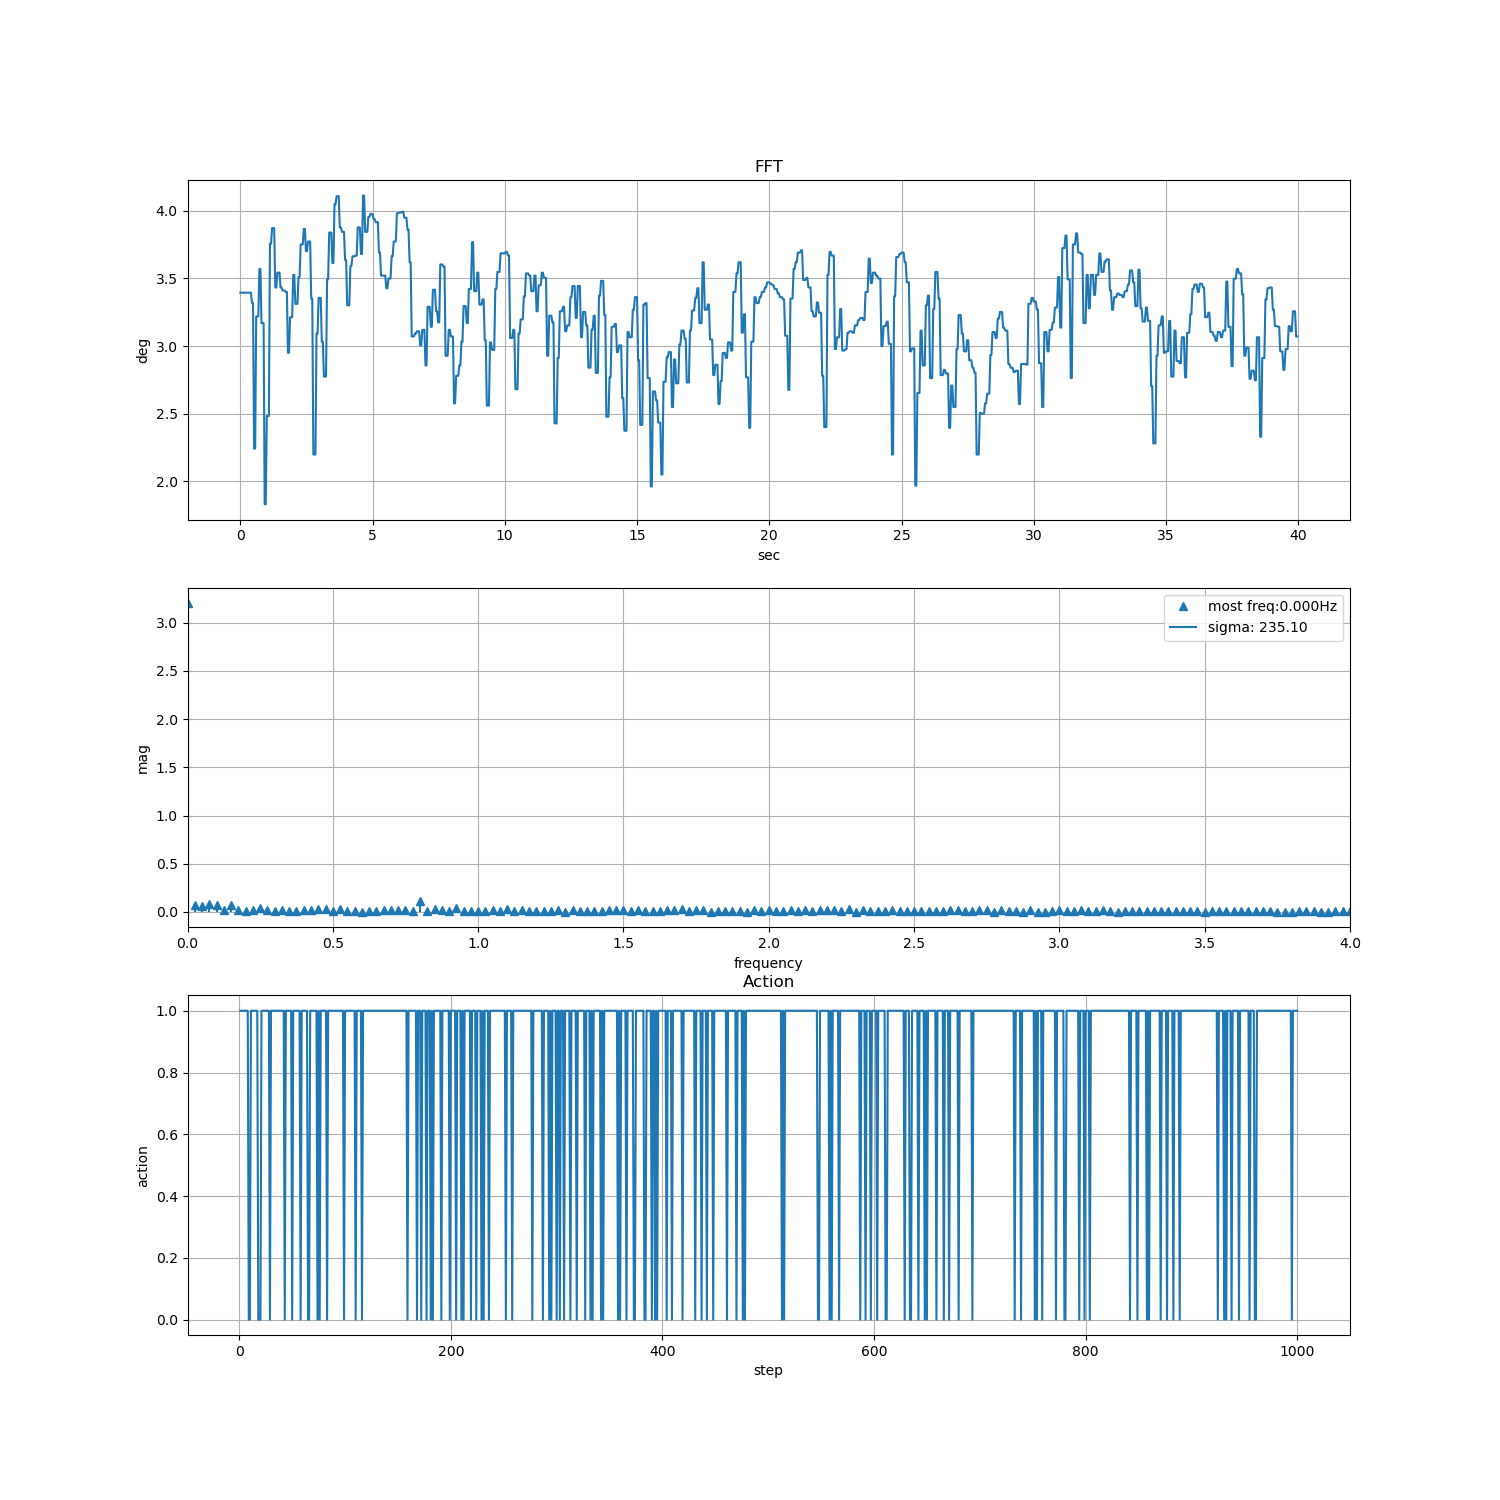 FFT
4.0
3.5
3.0
2.5
2.0
deg
0 5 10 15 20 25 30 35 40
sec
most freq:0.000Hz
sigma: 235.10
3.0
2.5
2.0
1.5
1.0
0.5
0.0
mag
0.0 0.5 1.0 1.5 2.0 2.5 3.0 3.5 4.0
frequency
Action
1.0
0.8
0.6
0.4
0.2
0.0
action
0 200 400 600 800 1000
step